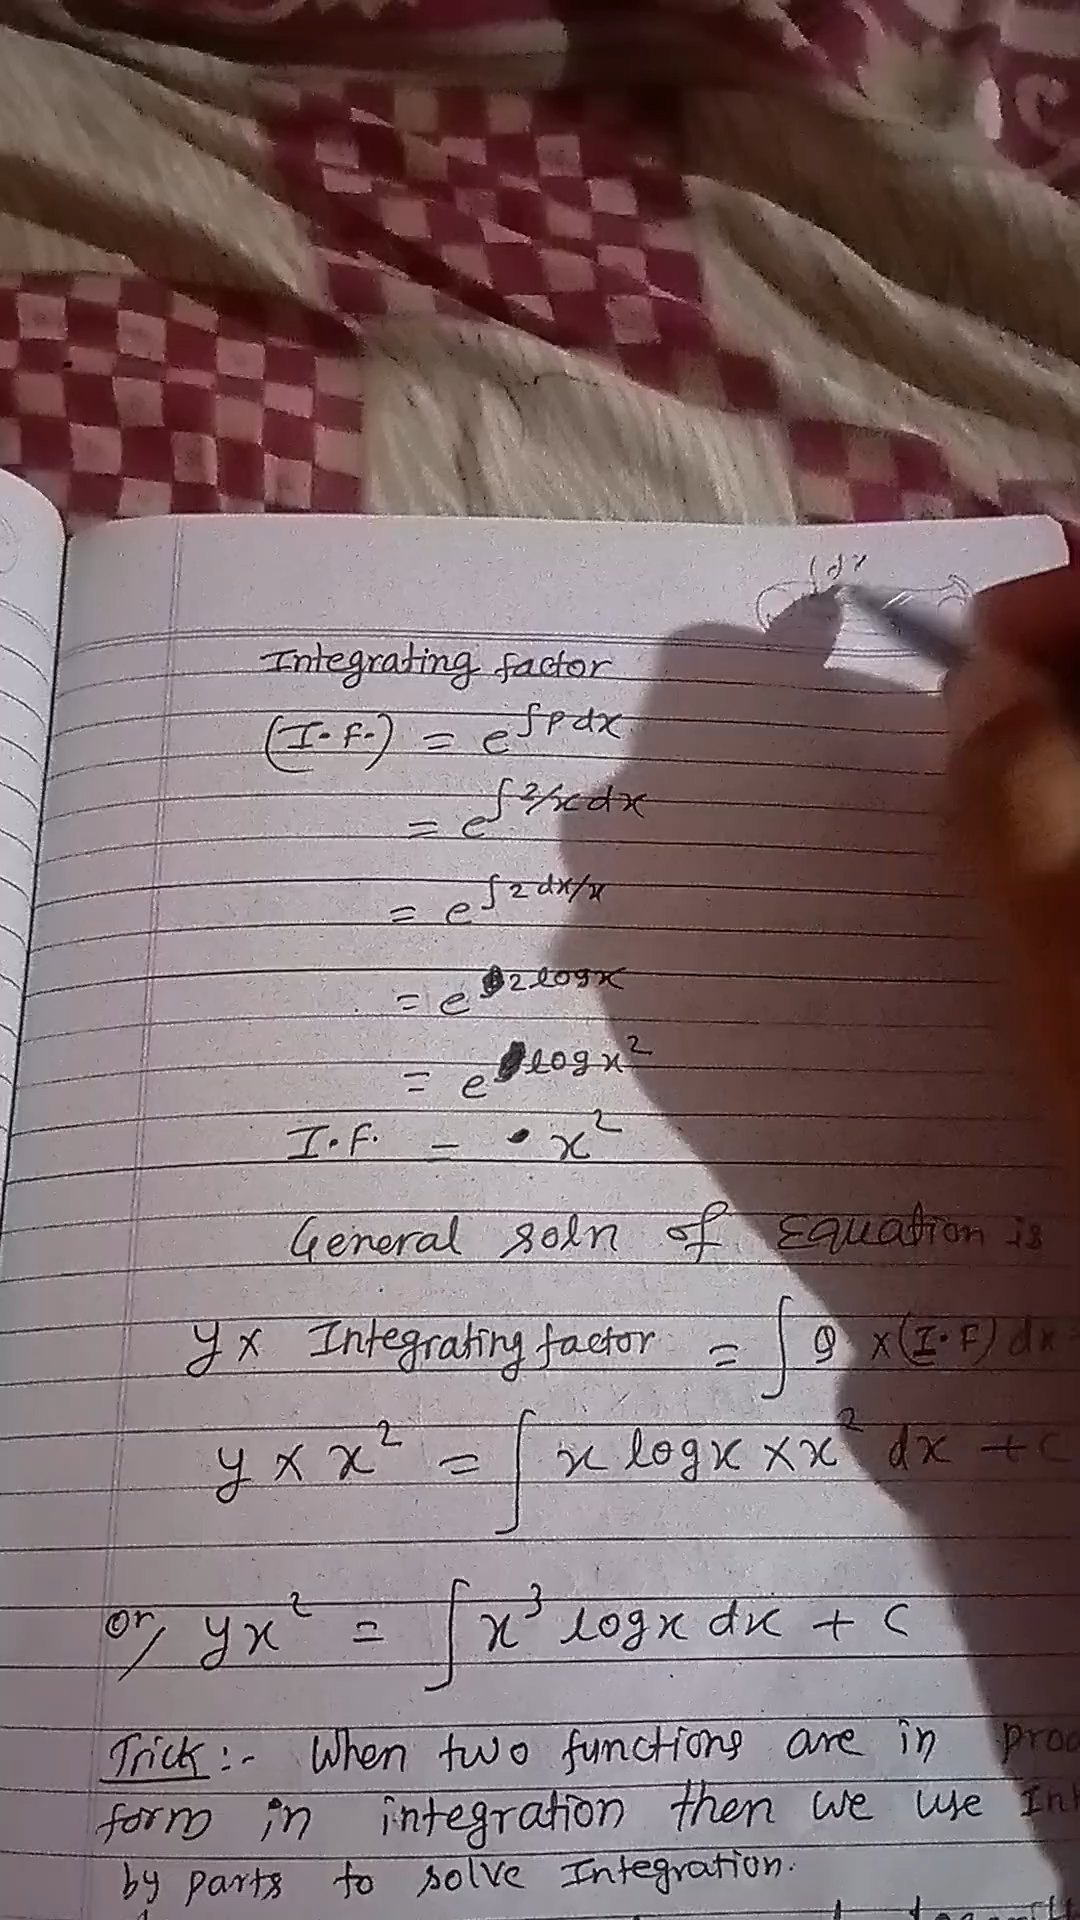 Integrating factor
(I.F.) = e^∫Pdx
= e^∫2/x dx
= e^∫2 dx/x
= e^2 log x
= e^log x²
I.F. = x²
General soln of Equation is
y x Integrating factor = ∫ Q x (I.F) dx
y × x² = ∫ x log x × x² dx + C
or, yx² = ∫ x³ log x dx + C
Trick :- When two functions are in
form in integration then we use
by parts to solve Integration.